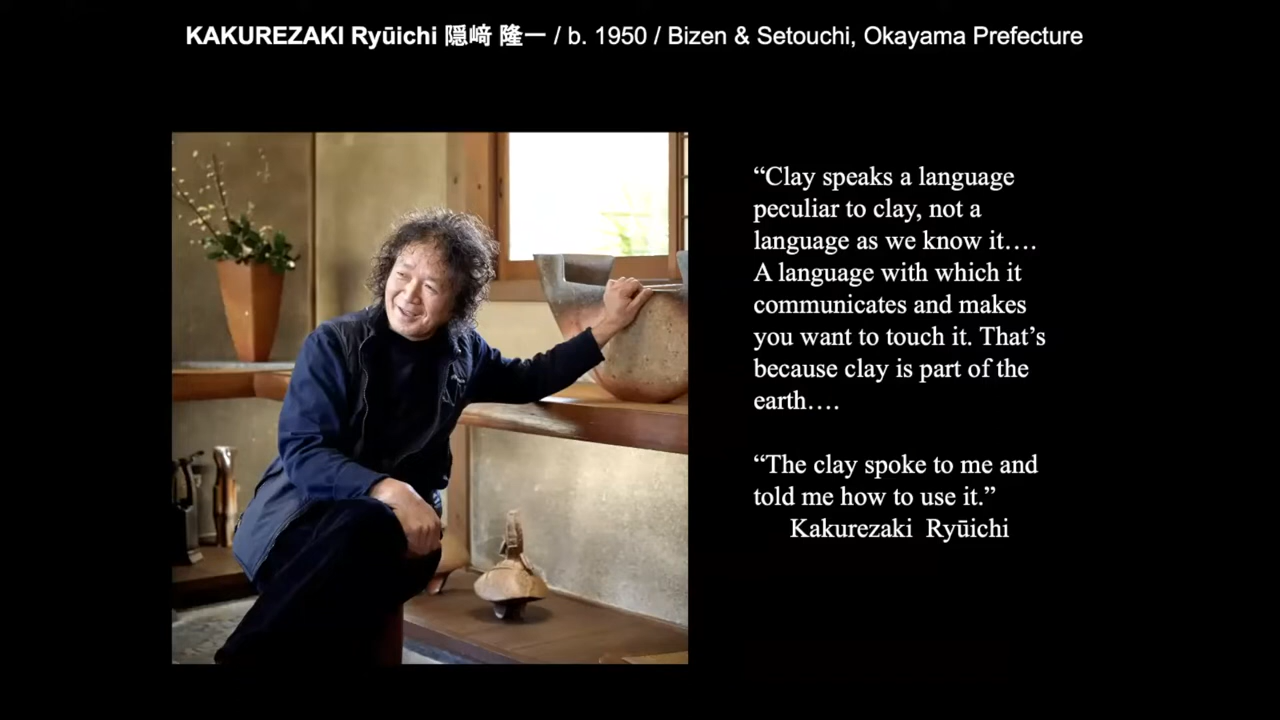 KAKUREZAKI Ryūichi 隠﨑 隆一 / b. 1950 / Bizen & Setouchi, Okayama Prefecture
“Clay speaks a language
peculiar to clay, not a
language as we know it….
A language with which it
communicates and makes
you want to touch it. That’s
because clay is part of the
earth….
“The clay spoke to me and
told me how to use it.”
Kakurezaki Ryūichi